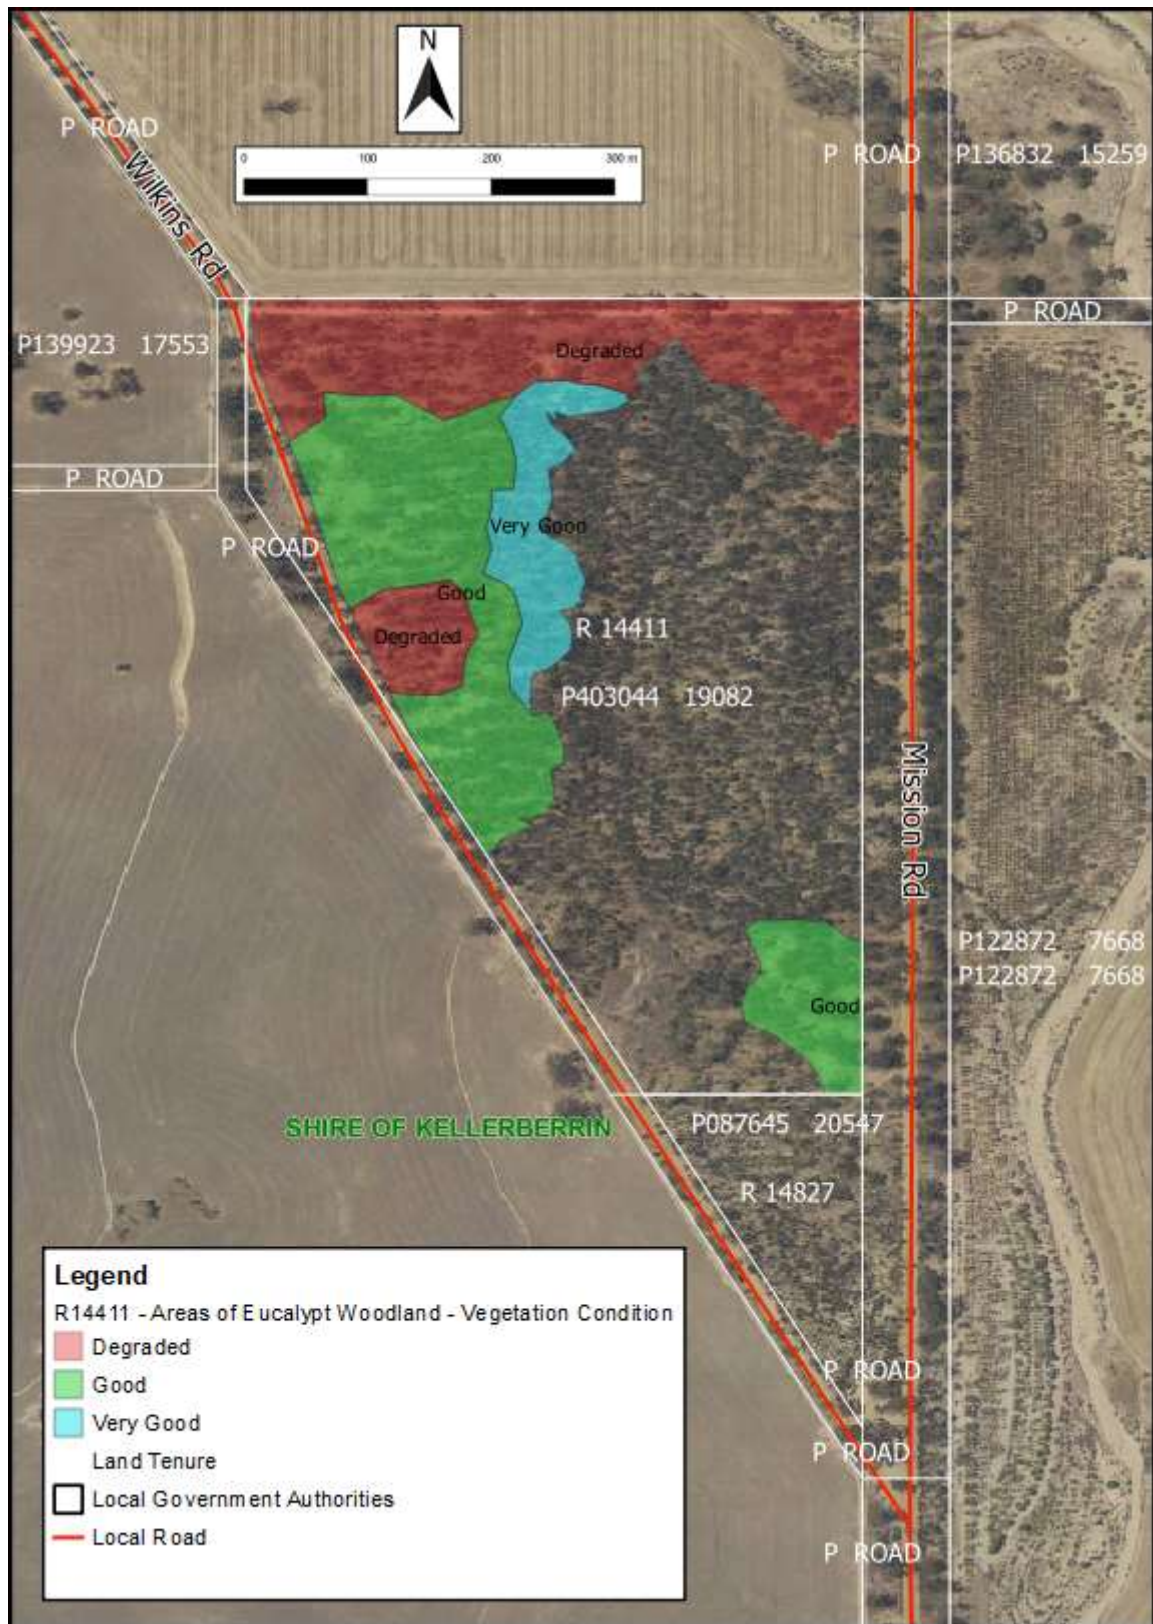 N
0 100 200 300 m
P ROAD
Wilkins Rd
P ROAD P136832 15259
P ROAD
P139923 17553
Degraded
P ROAD
Very Good
P ROAD
Good
Degraded
R 14411
P403044 19082
Mission Rd
P122872 7668
P122872 7668
Good
SHIRE OF KELLERBERRIN
P087645 20547
R 14827
P ROAD
P ROAD
P ROAD
Legend
R14411 - Areas of Eucalypt Woodland - Vegetation Condition
Degraded
Good
Very Good
Land Tenure
Local Government Authorities
Local Road